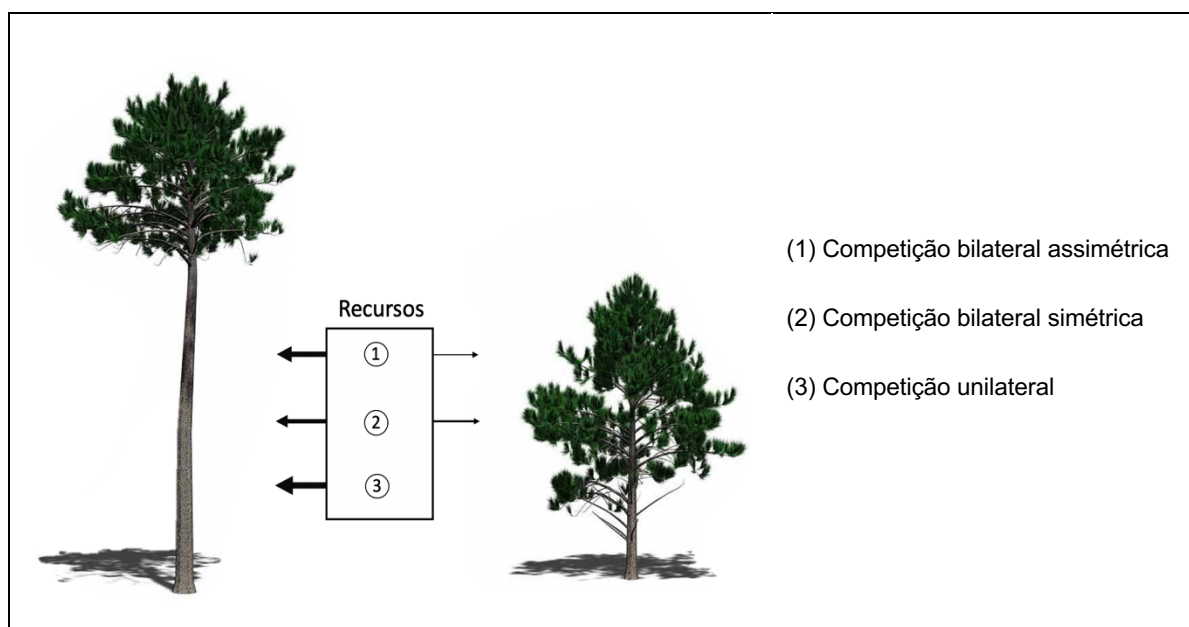 Recursos
1
2
3
(1) Competição bilateral assimétrica
(2) Competição bilateral simétrica
(3) Competição unilateral